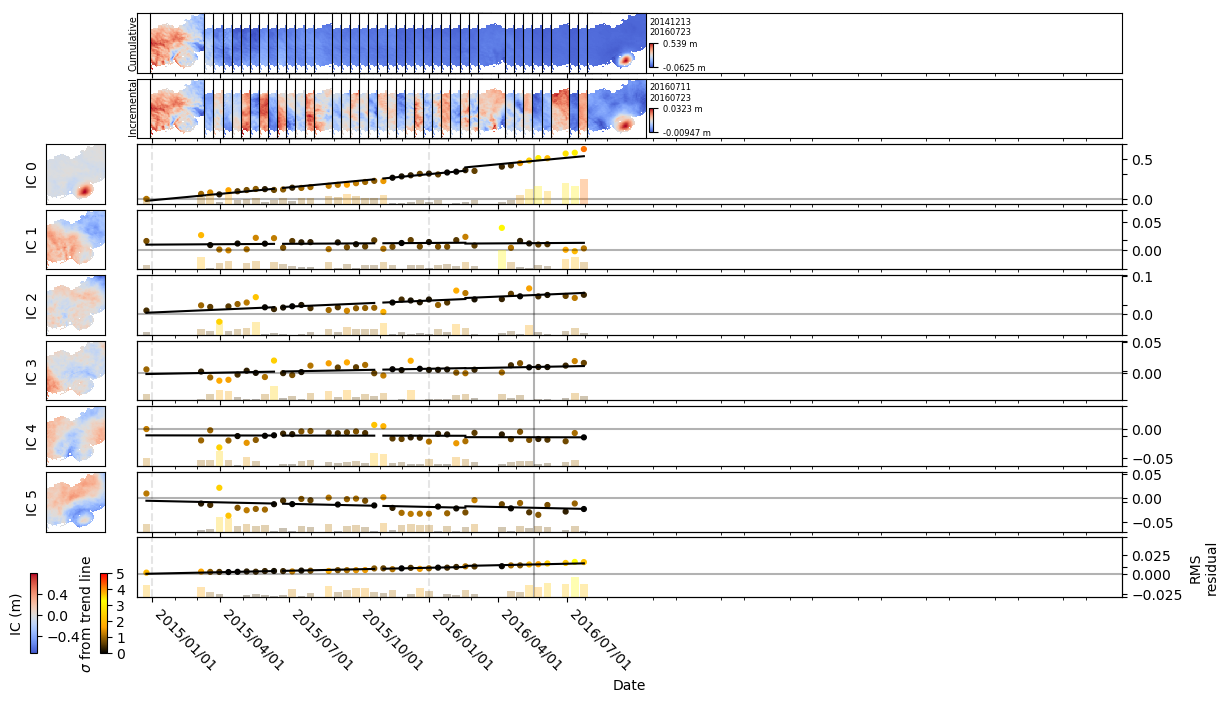 Cumulative
20141213
20160723
0.539 m
-0.0625 m
Incremental
20160711
20160723
0.0323 m
-0.00947 m
IC 0
0.5
0.0
IC 1
0.05
0.00
IC 2
0.1
0.0
IC 3
0.05
0.00
IC 4
0.00
−0.05
IC 5
0.05
0.00
−0.05
0.025
0.000
−0.025
RMS
residual
IC (m)
0.4
0.0
−0.4
σ from trend line
5
4
3
2
1
0
2015/01/01
2015/04/01
2015/07/01
2015/10/01
2016/01/01
2016/04/01
2016/07/01
Date